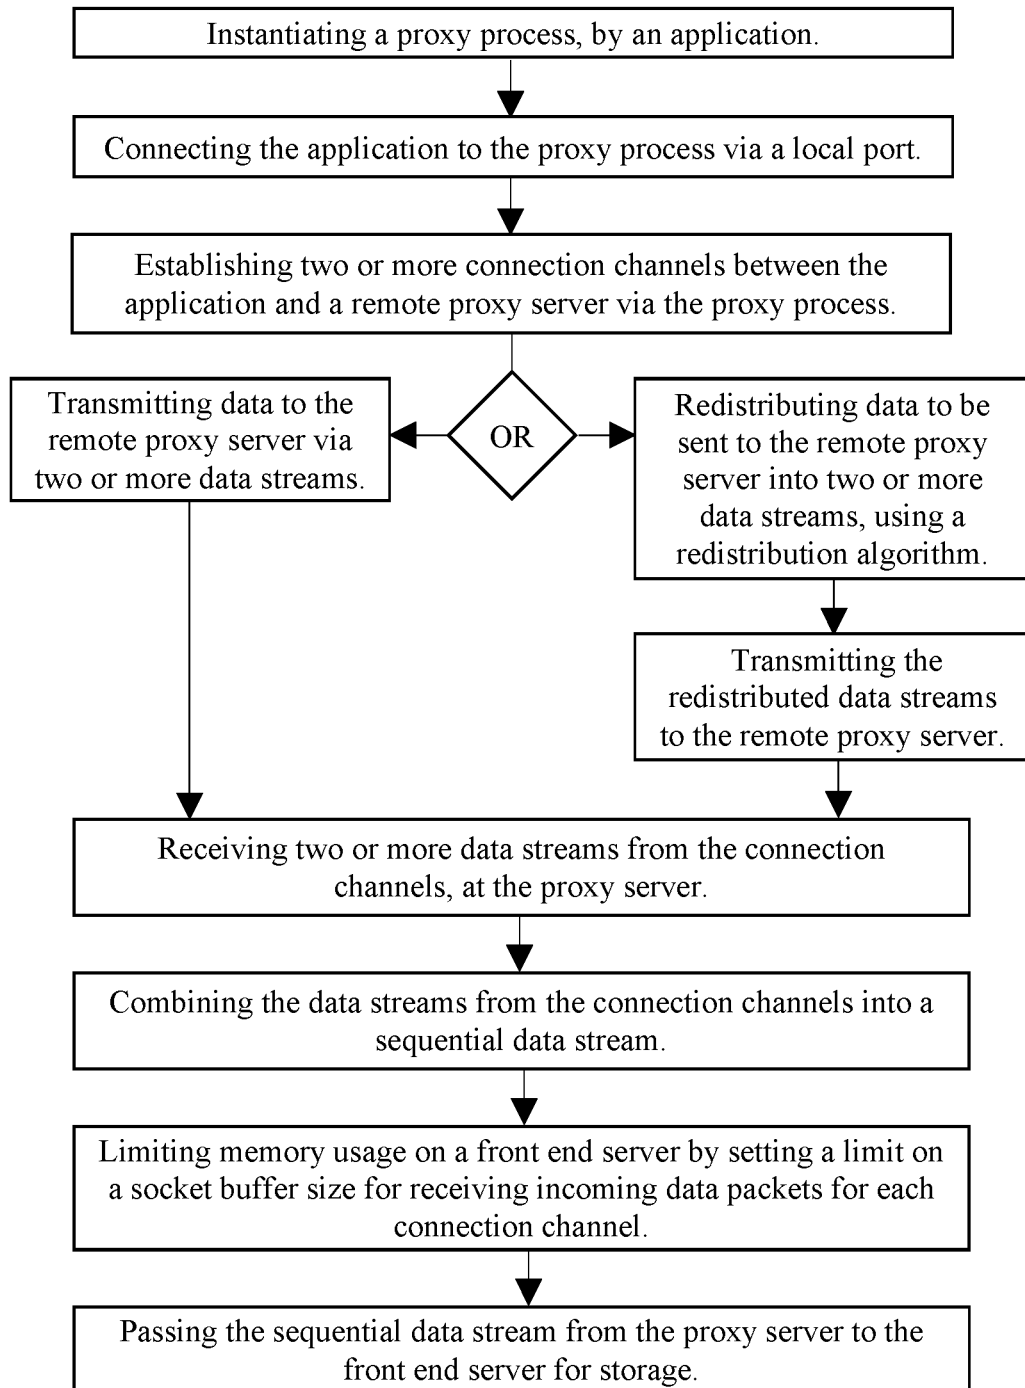 Instantiating a proxy process, by an application.
Connecting the application to the proxy process via a local port.
Establishing two or more connection channels between the
application and a remote proxy server via the proxy process.
OR
Transmitting data to the
remote proxy server via
two or more data streams.
Redistributing data to be
sent to the remote proxy
server into two or more
data streams, using a
redistribution algorithm.
Transmitting the
redistributed data streams
to the remote proxy server.
Receiving two or more data streams from the connection
channels, at the proxy server.
Combining the data streams from the connection channels into a
sequential data stream.
Limiting memory usage on a front end server by setting a limit on
a socket buffer size for receiving incoming data packets for each
connection channel.
Passing the sequential data stream from the proxy server to the
front end server for storage.